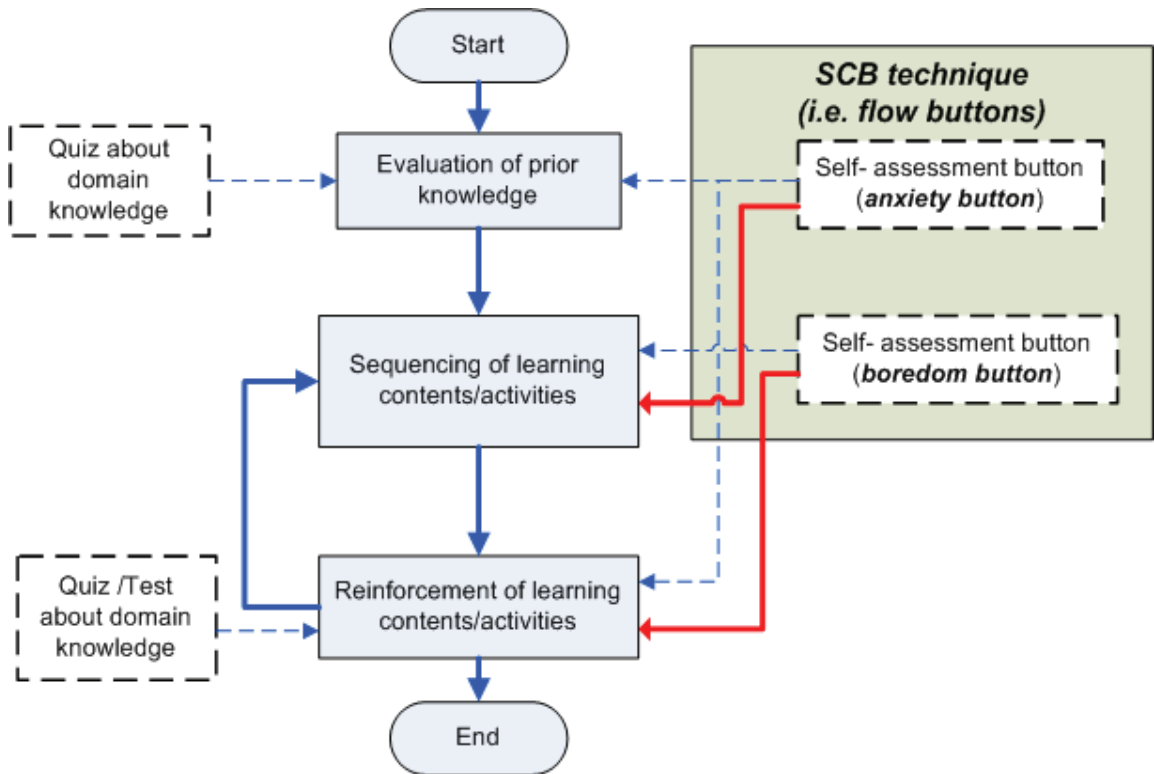 Start
SCB technique
(i.e. flow buttons)
Quiz about
domain
knowledge
Evaluation of prior
knowledge
Self- assessment button
(anxiety button)
Sequencing of learning
contents/activities
Self- assessment button
(boredom button)
Quiz /Test
about domain
knowledge
Reinforcement of learning
contents/activities
End